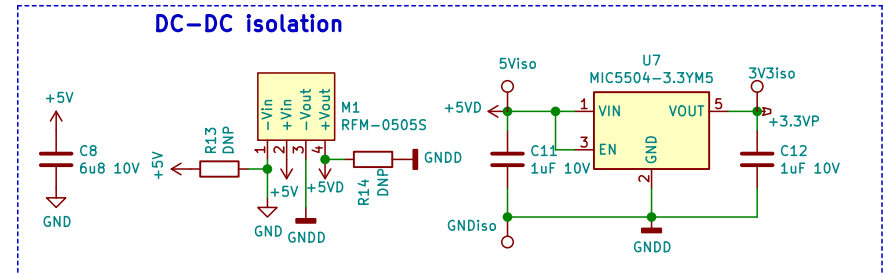 DC-DC isolation
+5V
C8
6u8 10V
GND
+5V
R13
DNP
-Vin
+Vin
-Vout
+Vout
1
2
3
4
M1
RFM-0505S
+5V
GND
GNDD
+5VD
R14
DNP
GNDD
5Viso
+5VD
C11
1uF 10V
GNDiso
U7
MIC5504-3.3YM5
1
VIN
VOUT
5
3
EN
GND
2
GNDD
3V3iso
+3.3VP
C12
1uF 10V